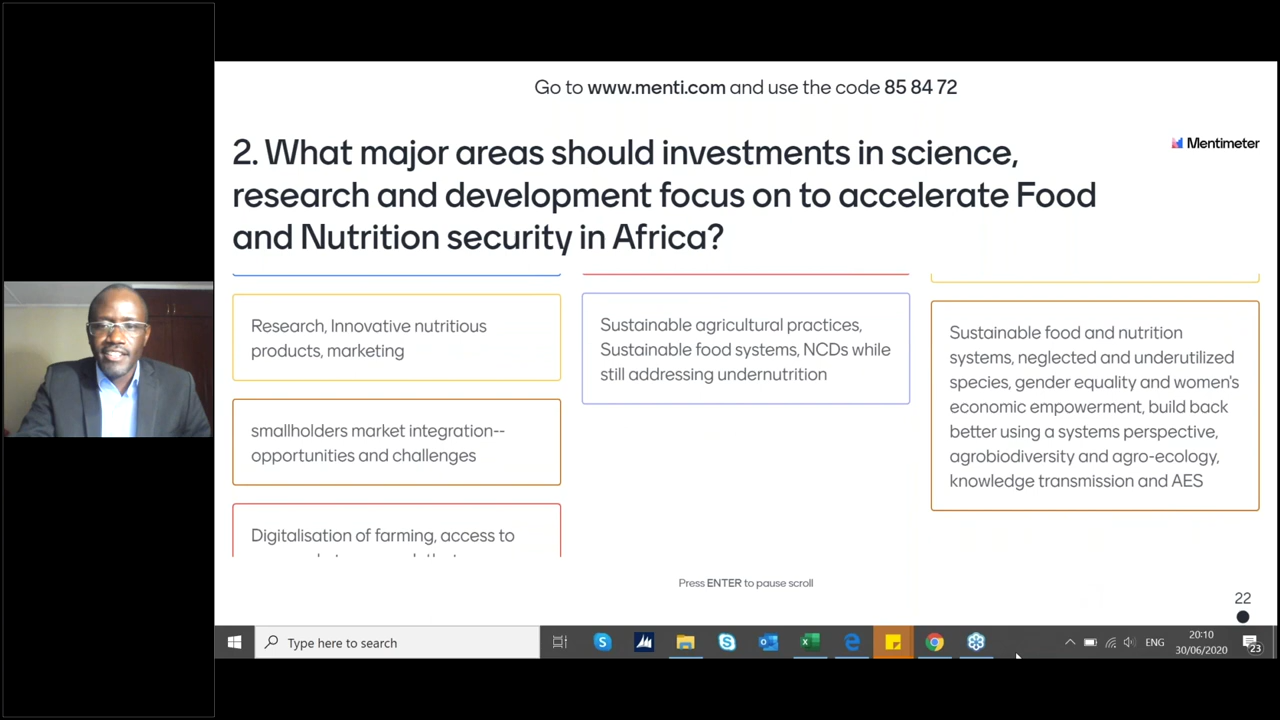 Go to www.menti.com and use the code 85 84 72
Mentimeter
2. What major areas should investments in science,
research and development focus on to accelerate Food
and Nutrition security in Africa?
Research, Innovative nutritious
products, marketing
smallholders market integration--
opportunities and challenges
Digitalisation of farming, access to
Sustainable agricultural practices,
Sustainable food systems, NCDs while
still addressing undernutrition
Sustainable food and nutrition
systems, neglected and underutilized
species, gender equality and women's
economic empowerment, build back
better using a systems perspective,
agrobiodiversity and agro-ecology,
knowledge transmission and AES
Press ENTER to pause scroll
22
Type here to search
ENG
20:10
30/06/2020
23